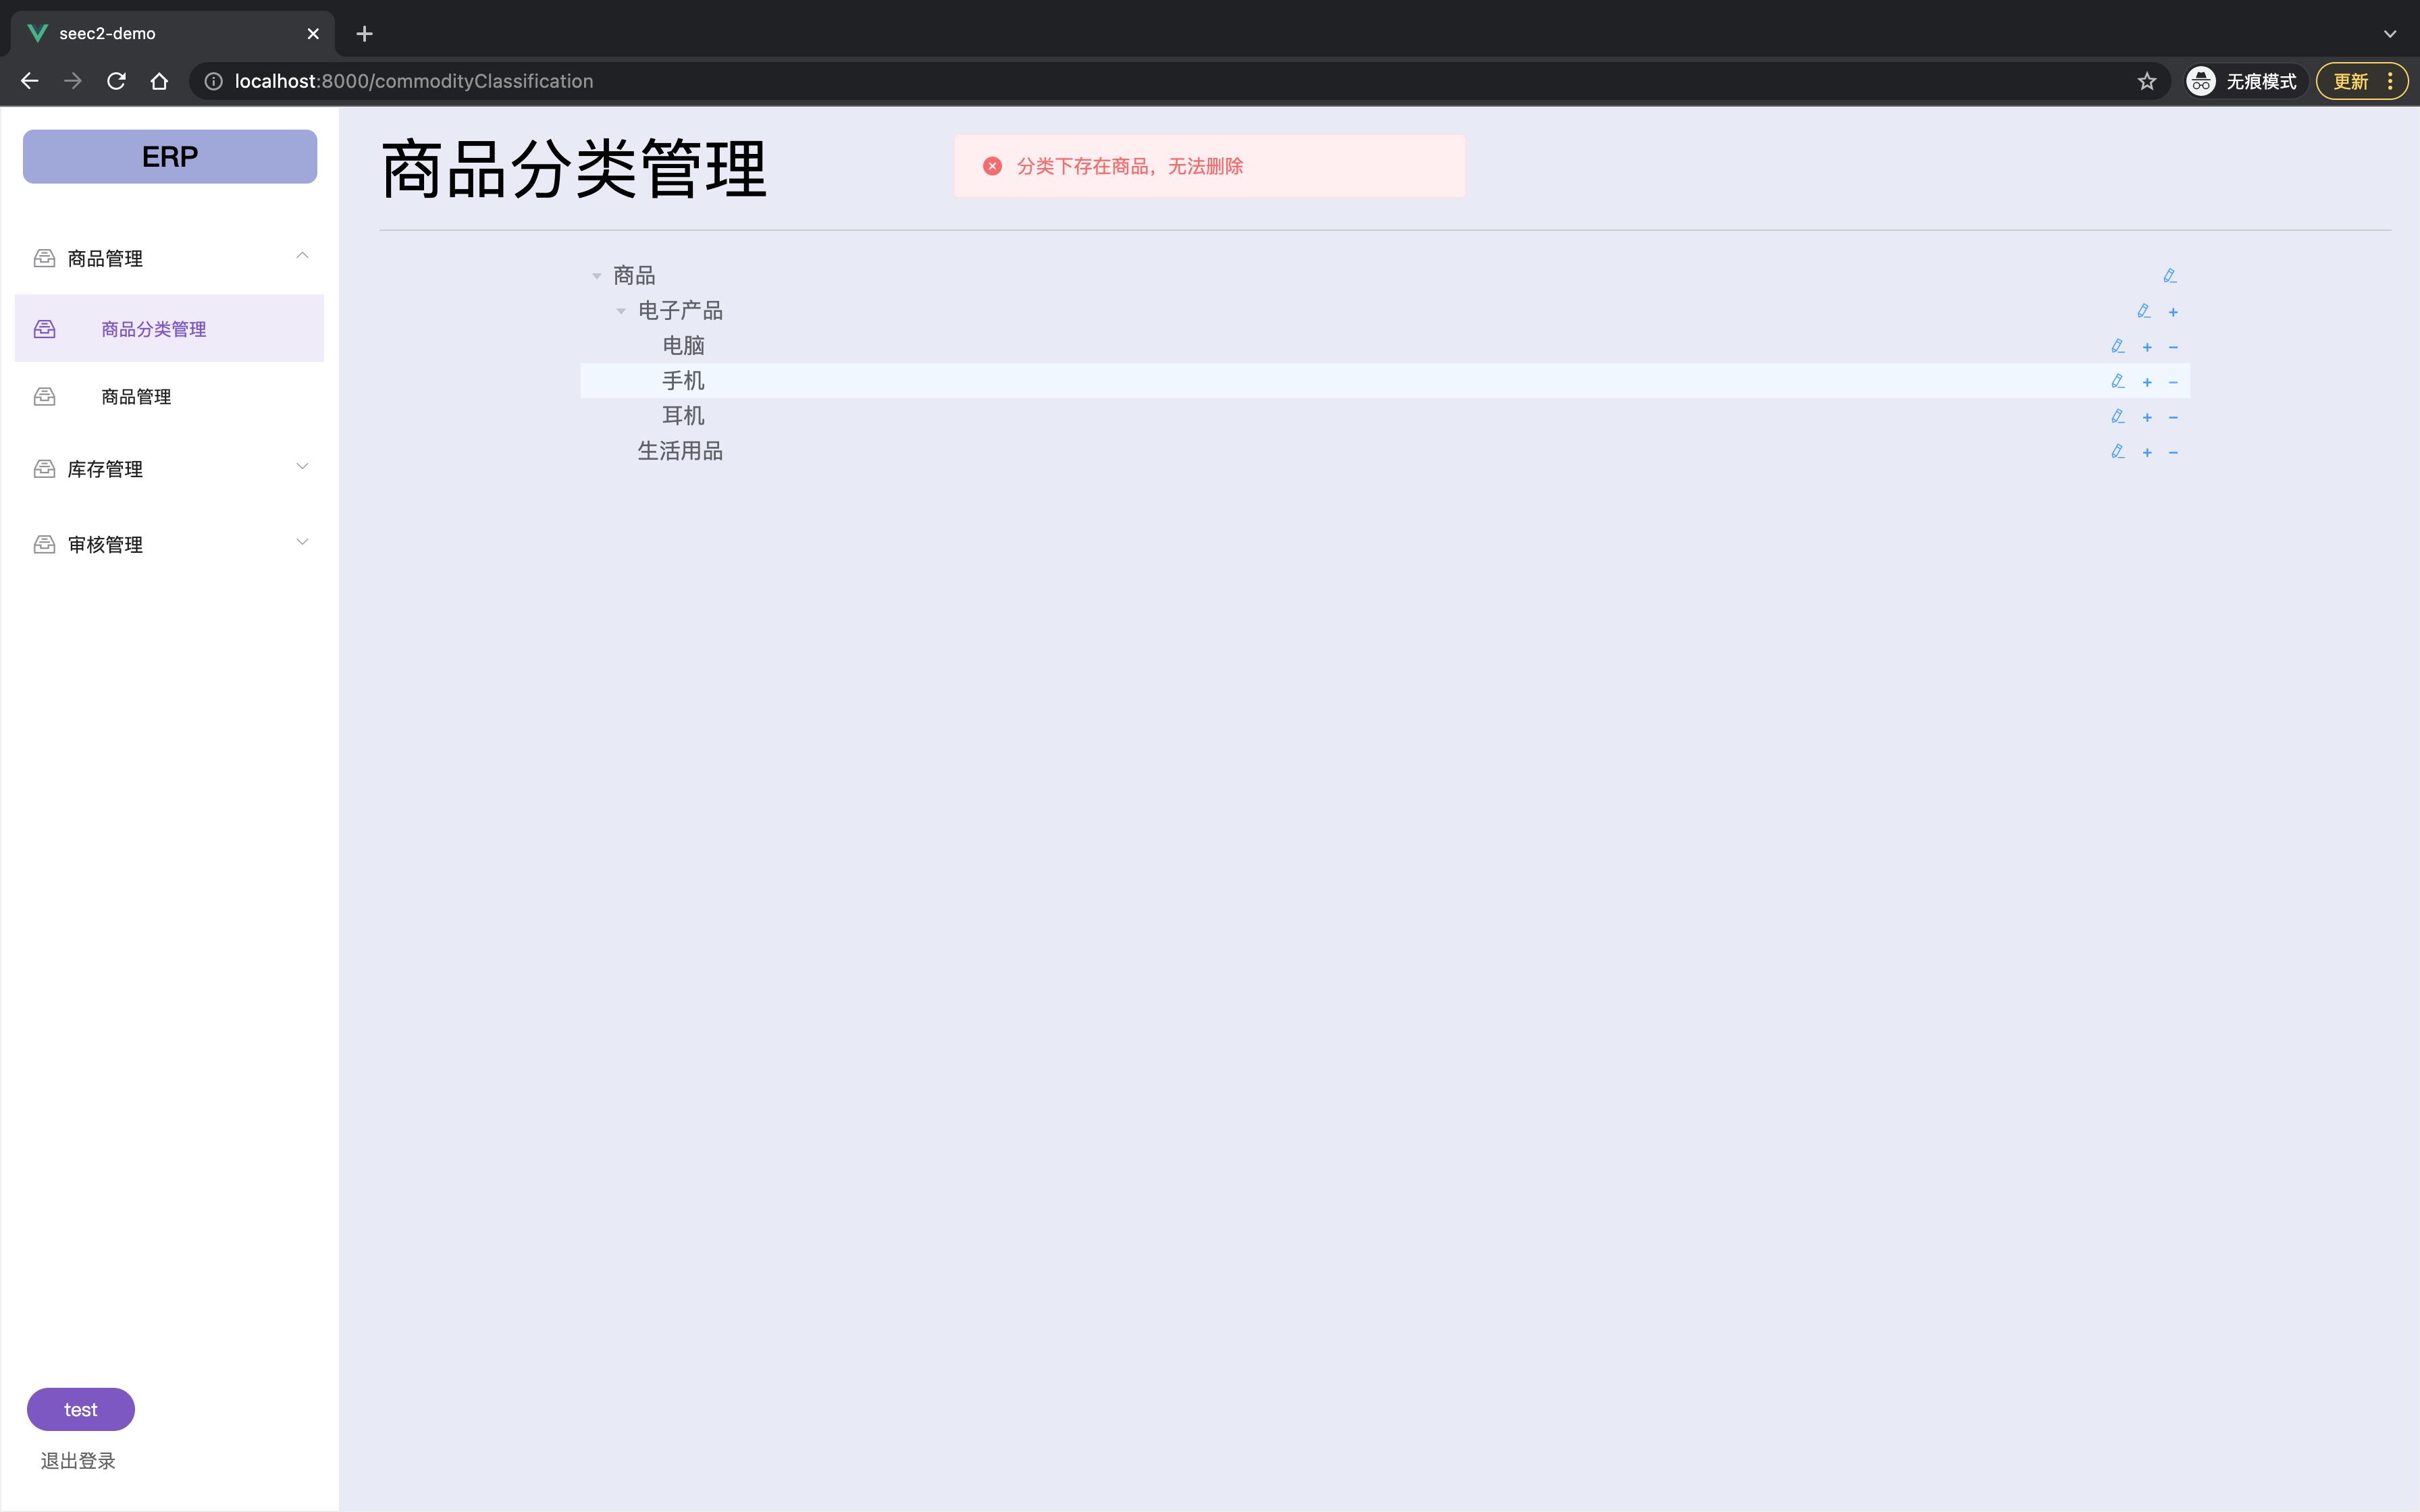 seec2-demo
localhost:8000/commodityClassification
无痕模式
更新
ERP
商品管理
商品分类管理
商品管理
库存管理
审核管理
test
退出登录
商品分类管理
分类下存在商品，无法删除
商品
电子产品
电脑
手机
耳机
生活用品